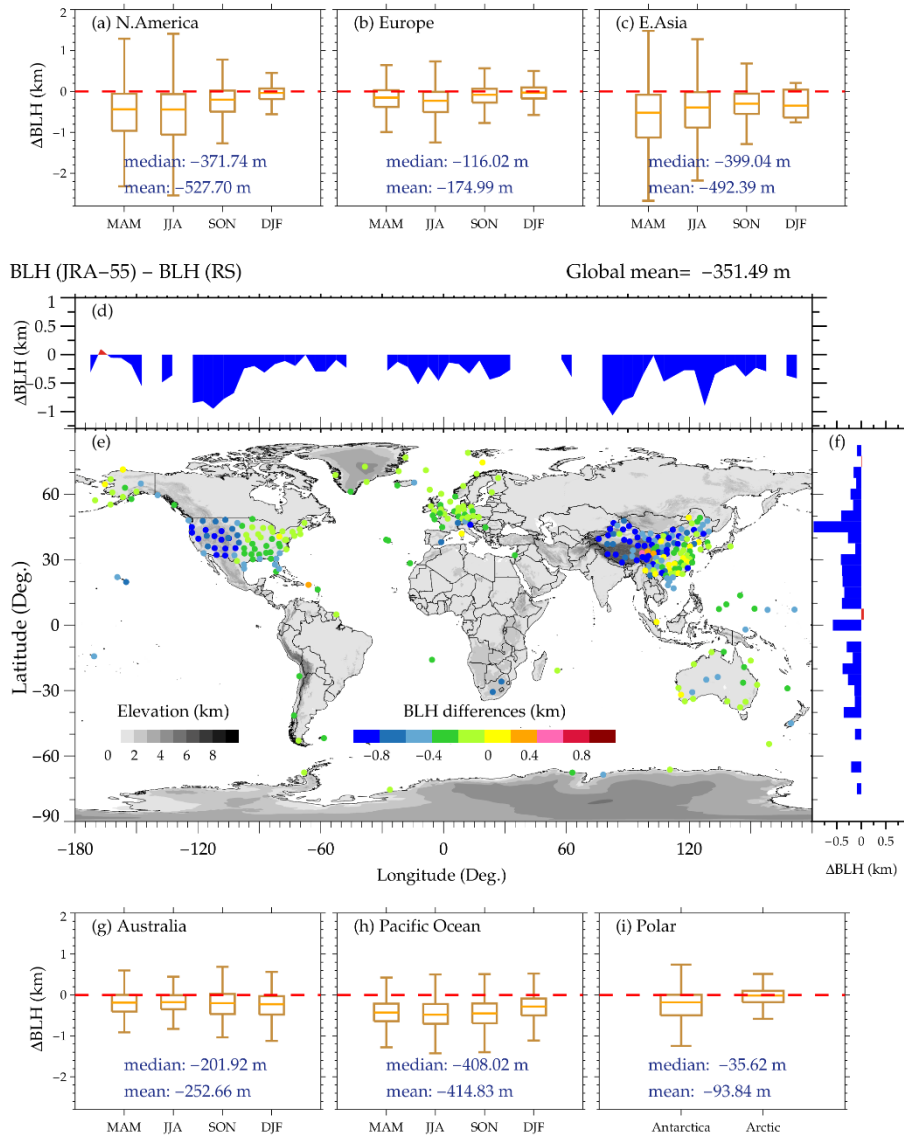 (a) N.America
(b) Europe
(c) E.Asia
2
1
0
−1
−2
ΔBLH (km)
median: −371.74 m
mean: −527.70 m
median: −116.02 m
mean: −174.99 m
median: −399.04 m
mean: −492.39 m
MAM JJA SON DJF
MAM JJA SON DJF
MAM JJA SON DJF
BLH (JRA−55) − BLH (RS)
Global mean= −351.49 m
(d)
1
0.5
0
−0.5
−1
ΔBLH (km)
(e)
(f)
60
30
0
−30
−60
−90
Latitude (Deg.)
Elevation (km)
0 2 4 6 8
BLH differences (km)
−0.8 −0.4 0 0.4 0.8
−180 −120 −60 0 60 120
Longitude (Deg.)
−0.5 0 0.5
ΔBLH (km)
(g) Australia
(h) Pacific Ocean
(i) Polar
2
1
0
−1
−2
ΔBLH (km)
median: −201.92 m
mean: −252.66 m
median: −408.02 m
mean: −414.83 m
median: −35.62 m
mean: −93.84 m
MAM JJA SON DJF
MAM JJA SON DJF
Antarctica Arctic